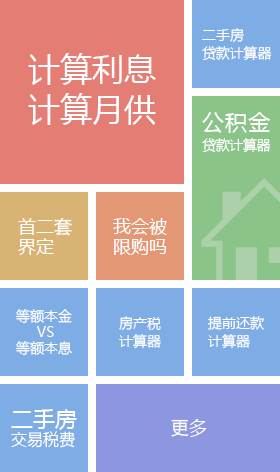 计算利息
计算月供
二手房
贷款计算器
公积金
贷款计算器
首二套
界定
我会被
限购吗
等额本金
VS
等额本息
房产税
计算器
提前还款
计算器
二手房
交易税费
更多